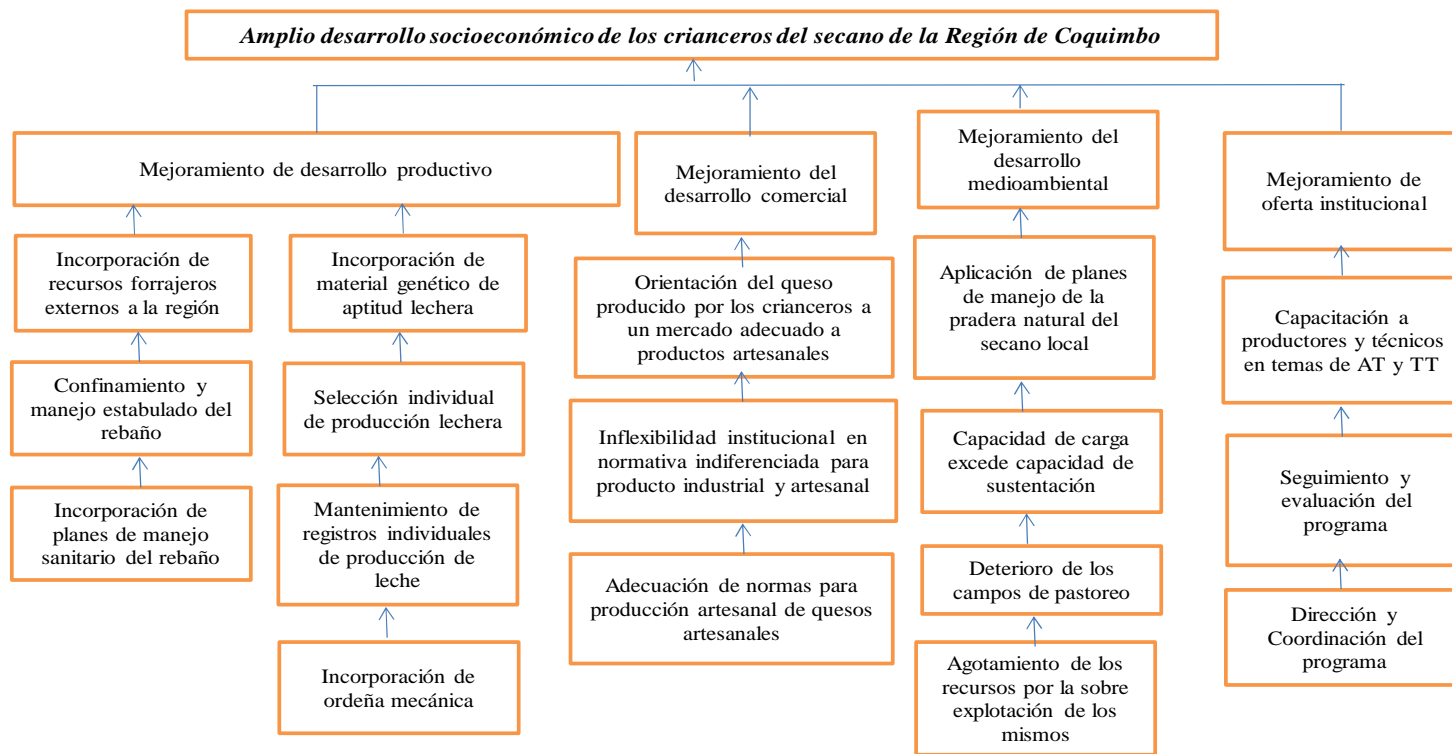 Amplio desarrollo socioeconómico de los crianceros del secano de la Región de Coquimbo
Mejoramiento de desarrollo productivo
Incorporación de
recursos forrajeros
externos a la región
Confinamiento y
manejo estabulado del
rebaño
Incorporación de
planes de manejo
sanitario del rebaño
Incorporación de
material genético de
aptitud lechera
Selección individual
de producción lechera
Mantenimiento de
registros individuales
de producción de
leche
Incorporación de
ordeña mecánica
Mejoramiento del
desarrollo comercial
Orientación del queso
producido por los crianceros a
un mercado adecuado a
productos artesanales
Inflexibilidad institucional en
normativa indiferenciada para
producto industrial y artesanal
Adecuación de normas para
producción artesanal de quesos
artesanales
Mejoramiento del
desarrollo
medioambiental
Aplicación de planes
de manejo de la
pradera natural del
secano local
Capacidad de carga
excede capacidad de
sustentación
Deterioro de los
campos de pastoreo
Agotamiento de los
recursos por la sobre
explotación de los
mismos
Mejoramiento de
oferta institucional
Capacitación a
productores y técnicos
en temas de AT y TT
Seguimiento y
evaluación del
programa
Dirección y
Coordinación del
programa